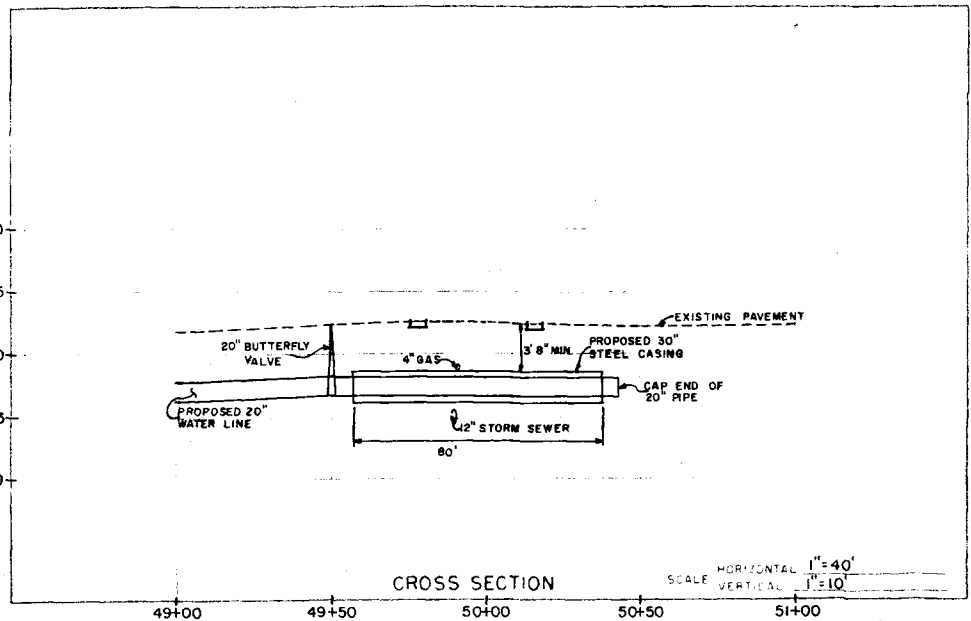 EXISTING PAVEMENT
20" BUTTERFLY
VALVE
4" GAS
3'8" MIN.
PROPOSED 30"
STEEL CASING
CAP END OF
20" PIPE
PROPOSED 20"
WATER LINE
12" STORM SEWER
80'
CROSS SECTION
SCALE HORIZONTAL 1"=40'
VERTICAL 1"=10'
49+00 49+50 50+00 50+50 51+00